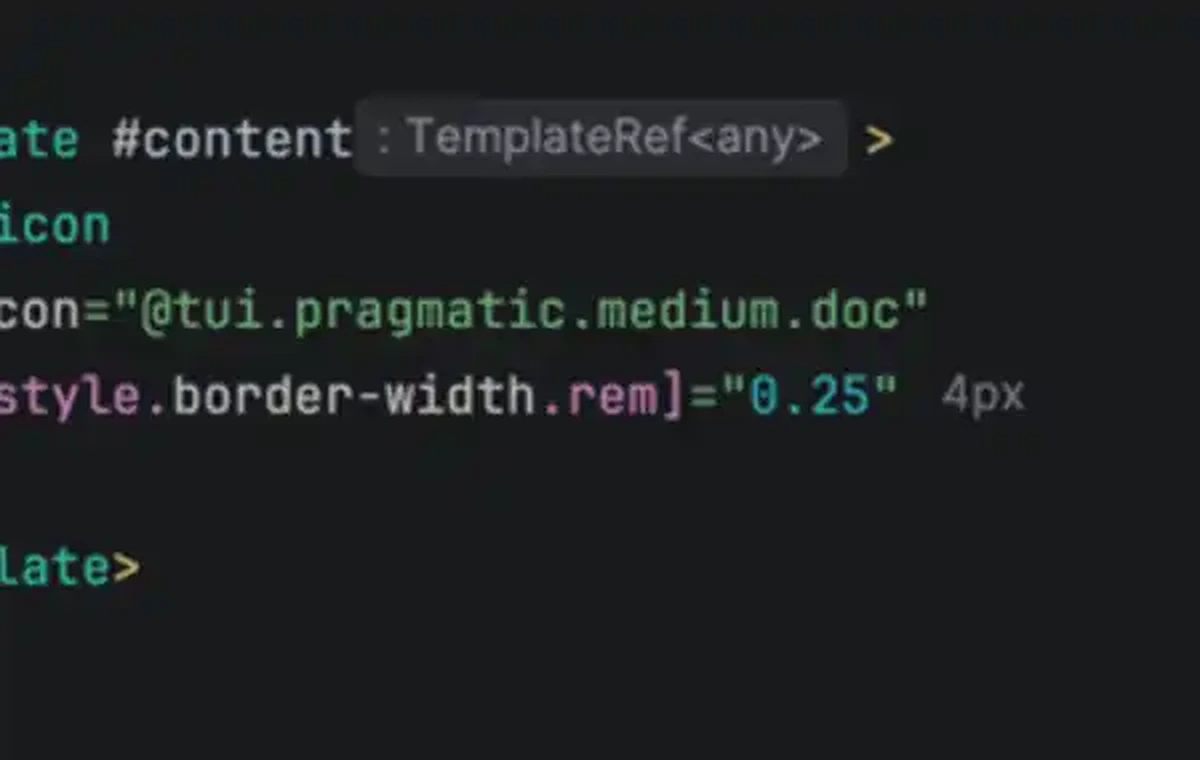 ate #content : TemplateRef<any> >
icon
con="@tui.pragmatic.medium.doc"
style.border-width.rem]="0.25" 4px
late>